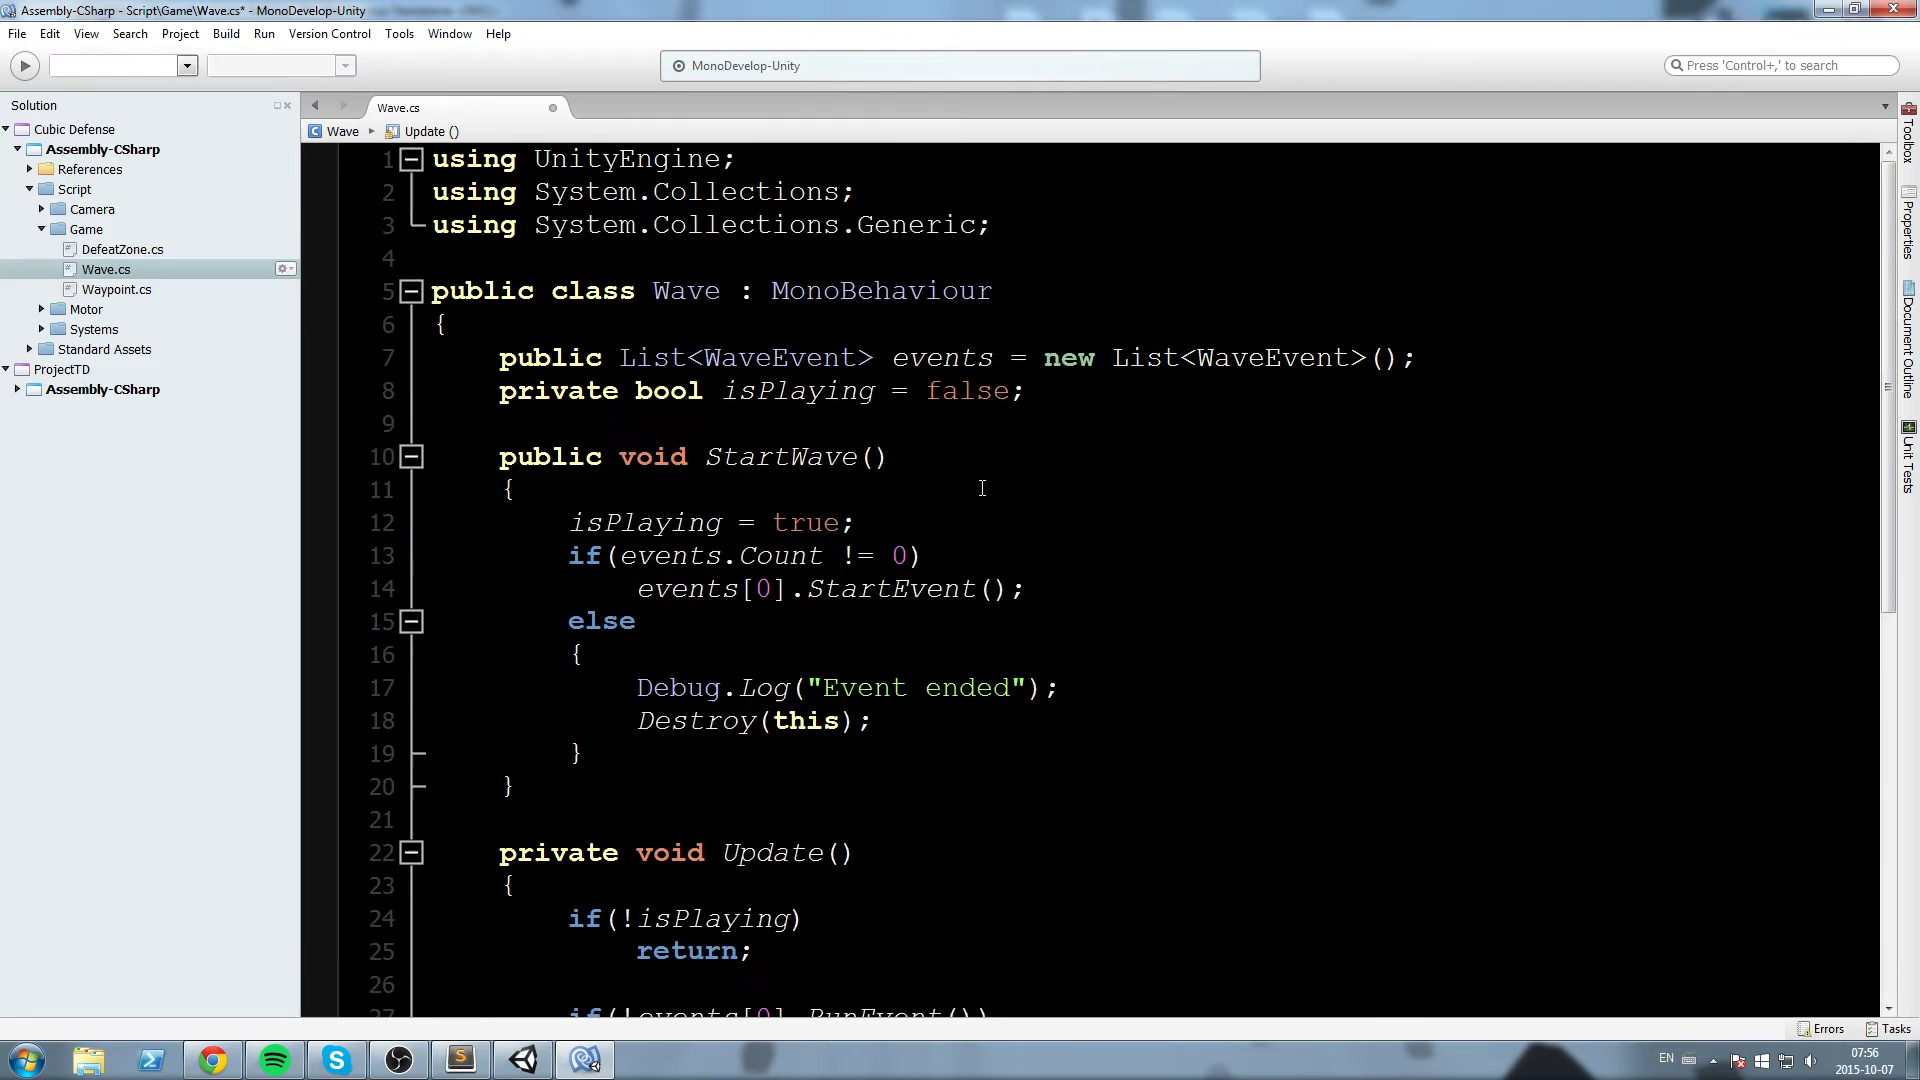 Assembly-CSharp - Script\Game\Wave.cs* - MonoDevelop-Unity
File Edit View Search Project Build Run Version Control Tools Window Help
MonoDevelop-Unity
Press 'Control+,' to search
Solution
Cubic Defense
Assembly-CSharp
References
Script
Camera
Game
DefeatZone.cs
Wave.cs
Waypoint.cs
Motor
Systems
Standard Assets
ProjectTD
Assembly-CSharp
Wave.cs
Wave Update ()
1 using UnityEngine;
2 using System.Collections;
3 using System.Collections.Generic;
4
5 public class Wave : MonoBehaviour
6 {
7 public List<WaveEvent> events = new List<WaveEvent>();
8 private bool isPlaying = false;
9
10 public void StartWave()
11 {
12 isPlaying = true;
13 if(events.Count != 0)
14 events[0].StartEvent();
15 else
16 {
17 Debug.Log("Event ended");
18 Destroy(this);
19 }
20 }
21
22 private void Update()
23 {
24 if(!isPlaying)
25 return;
26
27 if(!events[0].RunEvent())
Toolbox
Properties
Document Outline
Unit Tests
Errors Tasks
EN
07:56
2015-10-07